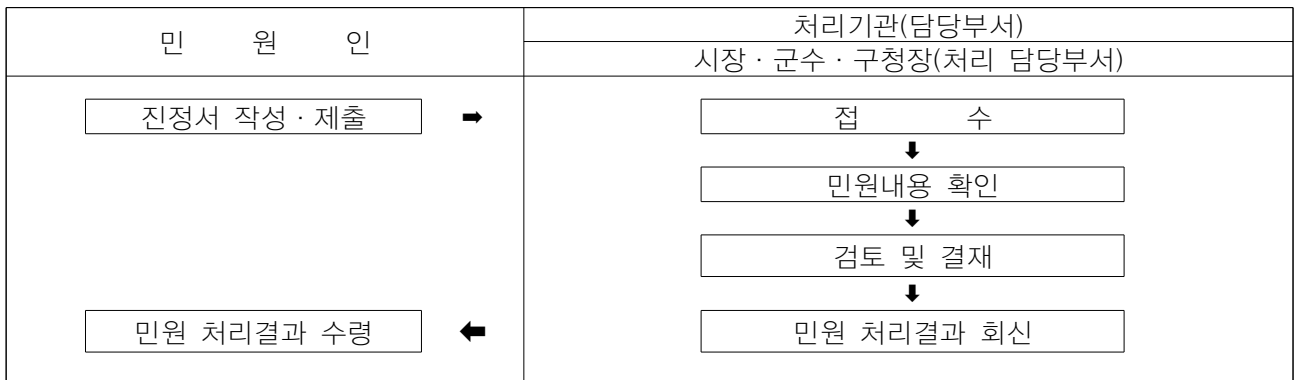 민 원 인
처리기관(담당부서)
시장ㆍ군수ㆍ구청장(처리 담당부서)
진정서 작성ㆍ제출 ➡ 접 수
⬇
민원내용 확인
⬇
검토 및 결재
⬇
민원 처리결과 수령 ⬅ 민원 처리결과 회신